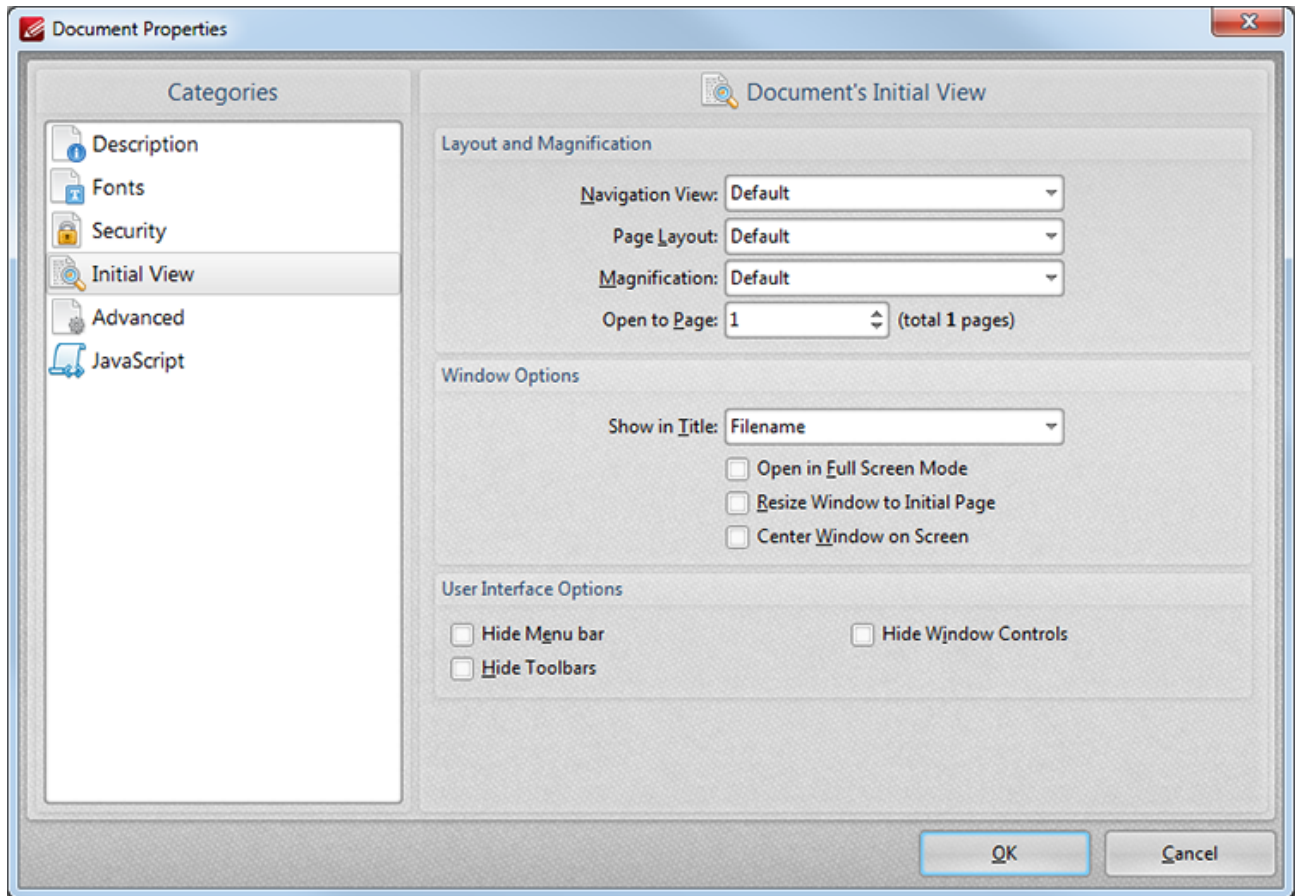 Document Properties
Categories
Description
Fonts
Security
Initial View
Advanced
JavaScript
Document's Initial View
Layout and Magnification
Navigation View: Default
Page Layout: Default
Magnification: Default
Open to Page: 1 (total 1 pages)
Window Options
Show in Title: Filename
Open in Full Screen Mode
Resize Window to Initial Page
Center Window on Screen
User Interface Options
Hide Menu bar Hide Window Controls
Hide Toolbars
OK Cancel